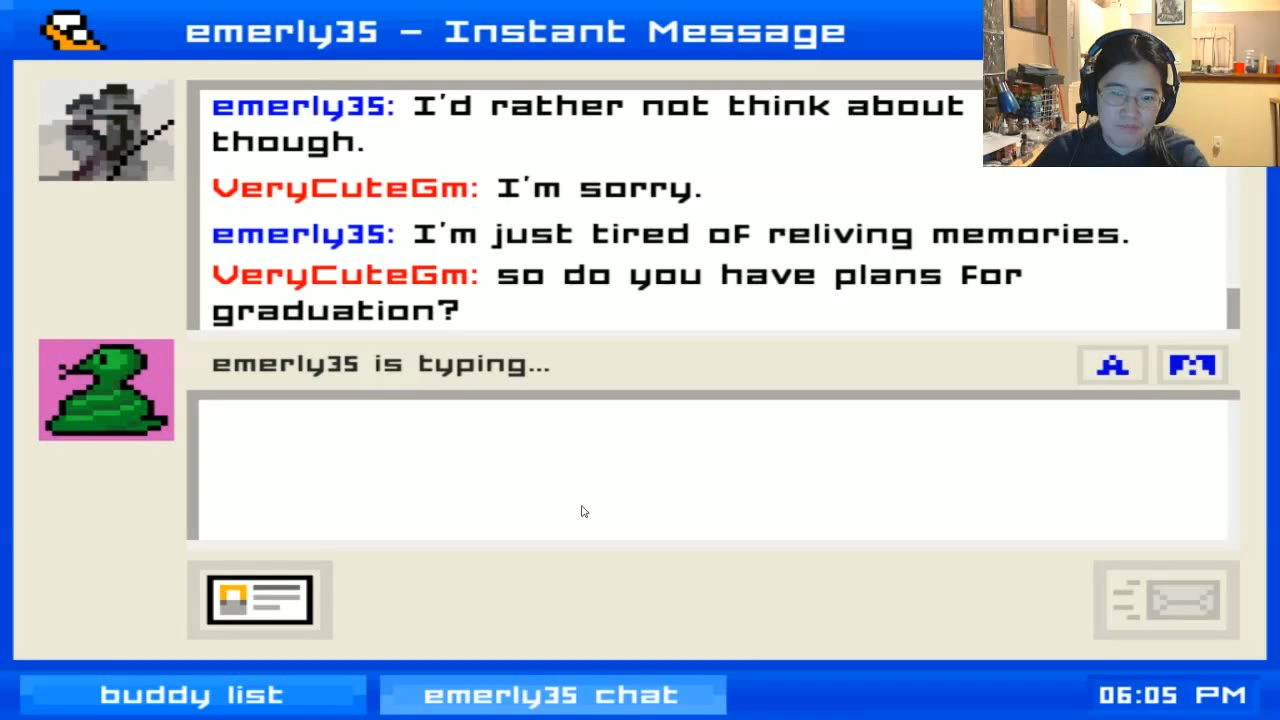 emerly35 - Instant Message
emerly35: I'd rather not think about
though.
VeryCuteGm: I'm sorry.
emerly35: I'm just tired of reliving memories.
VeryCuteGm: so do you have plans for
graduation?
emerly35 is typing...
A
buddy list
emerly35 chat
06:05 PM